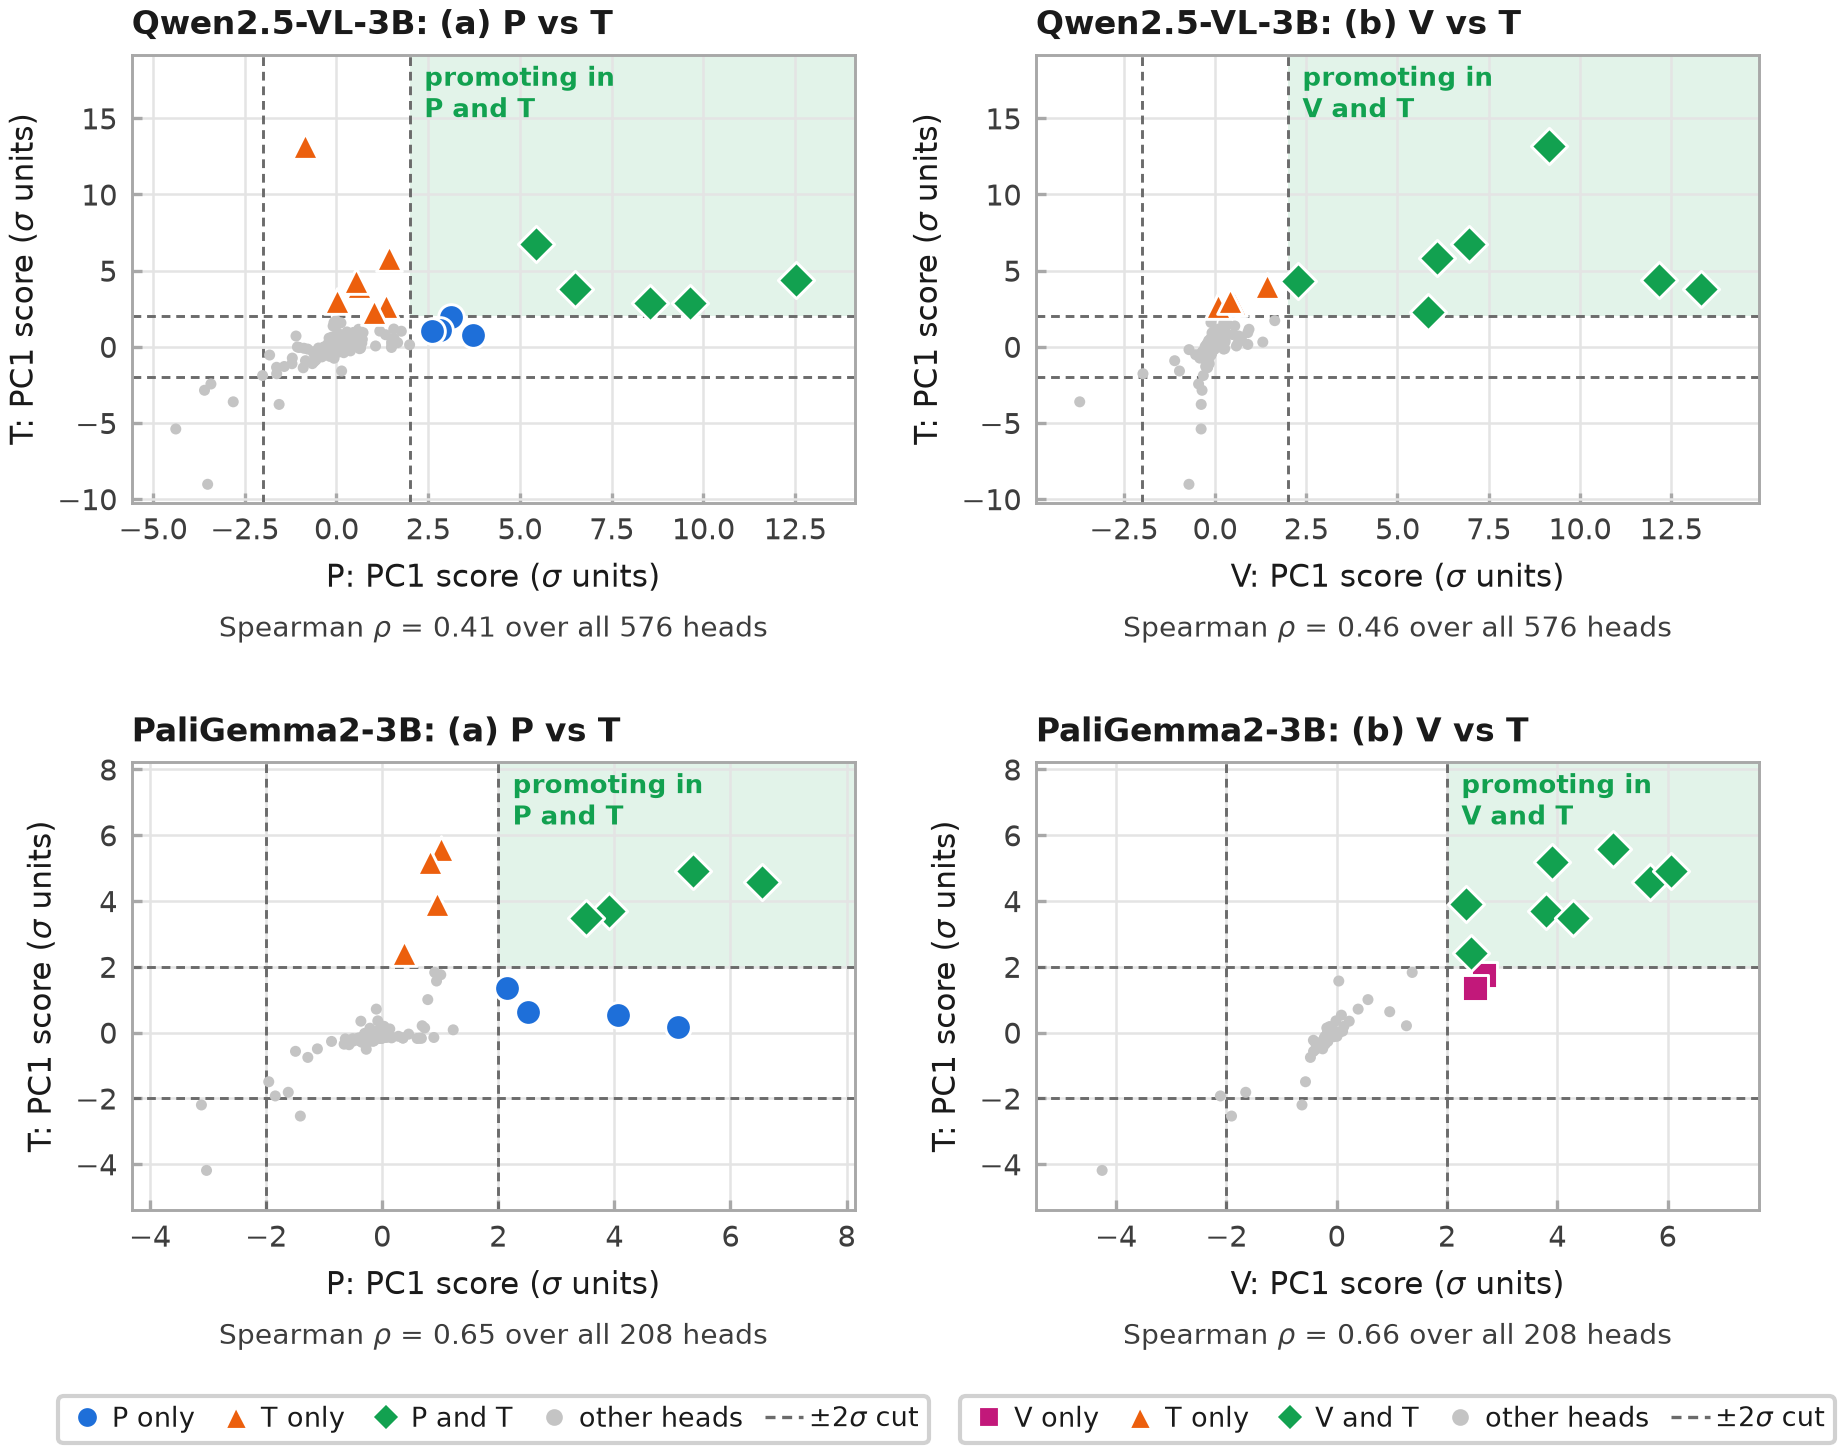 Qwen2.5-VL-3B: (a) P vs T
promoting in
P and T
15
10
5
0
−5
−10
−5.0 −2.5 0.0 2.5 5.0 7.5 10.0 12.5
T: PC1 score (σ units)
P: PC1 score (σ units)
Spearman ρ = 0.41 over all 576 heads
Qwen2.5-VL-3B: (b) V vs T
promoting in
V and T
15
10
5
0
−5
−10
−2.5 0.0 2.5 5.0 7.5 10.0 12.5
T: PC1 score (σ units)
V: PC1 score (σ units)
Spearman ρ = 0.46 over all 576 heads
PaliGemma2-3B: (a) P vs T
promoting in
P and T
8
6
4
2
0
−2
−4
−4 −2 0 2 4 6 8
T: PC1 score (σ units)
P: PC1 score (σ units)
Spearman ρ = 0.65 over all 208 heads
PaliGemma2-3B: (b) V vs T
promoting in
V and T
8
6
4
2
0
−2
−4
−4 −2 0 2 4 6
T: PC1 score (σ units)
V: PC1 score (σ units)
Spearman ρ = 0.66 over all 208 heads
P only T only P and T other heads ±2σ cut
V only T only V and T other heads ±2σ cut